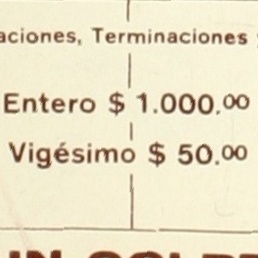 aciones, Terminaciones y
Entero $ 1.000.00
Vigésimo $ 50.00